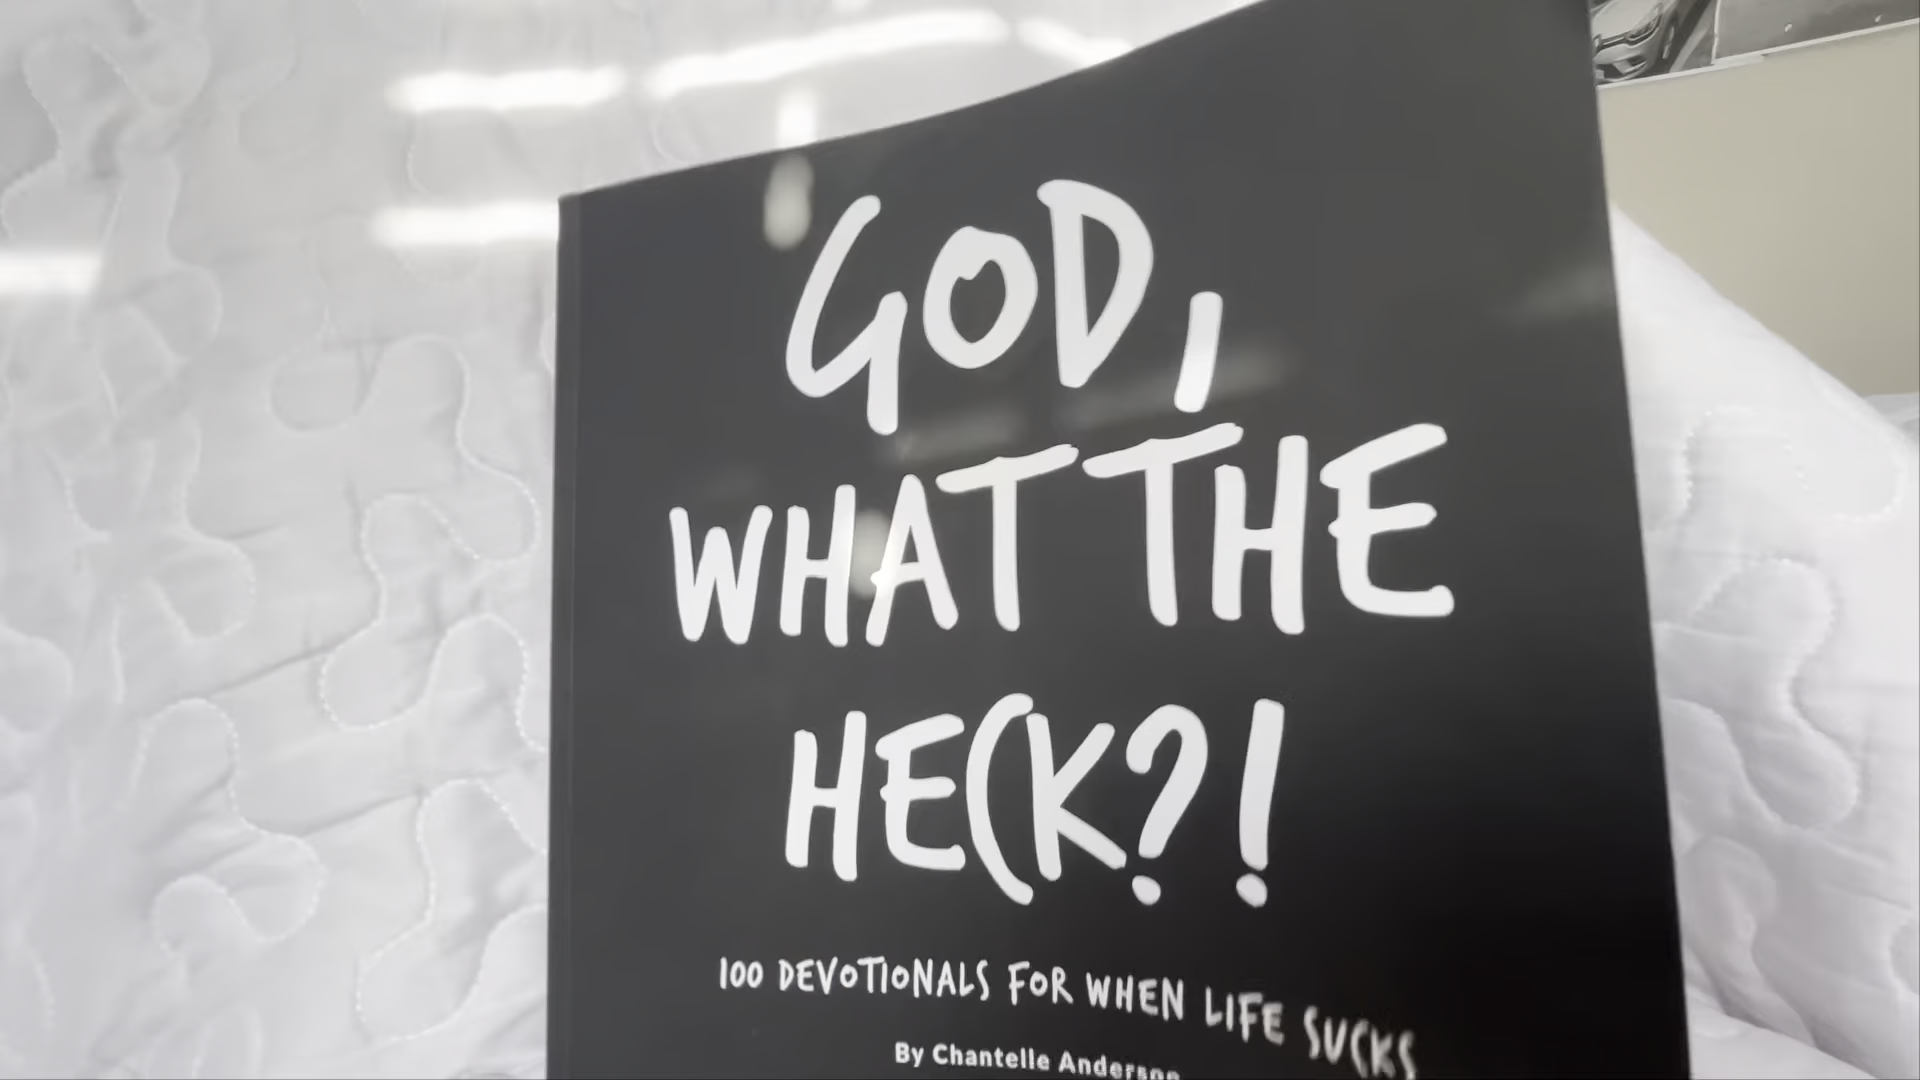 GOD,
WHAT THE
HECK?!
100 DEVOTIONALS FOR WHEN LIFE SUCKS
By Chantelle Anderson